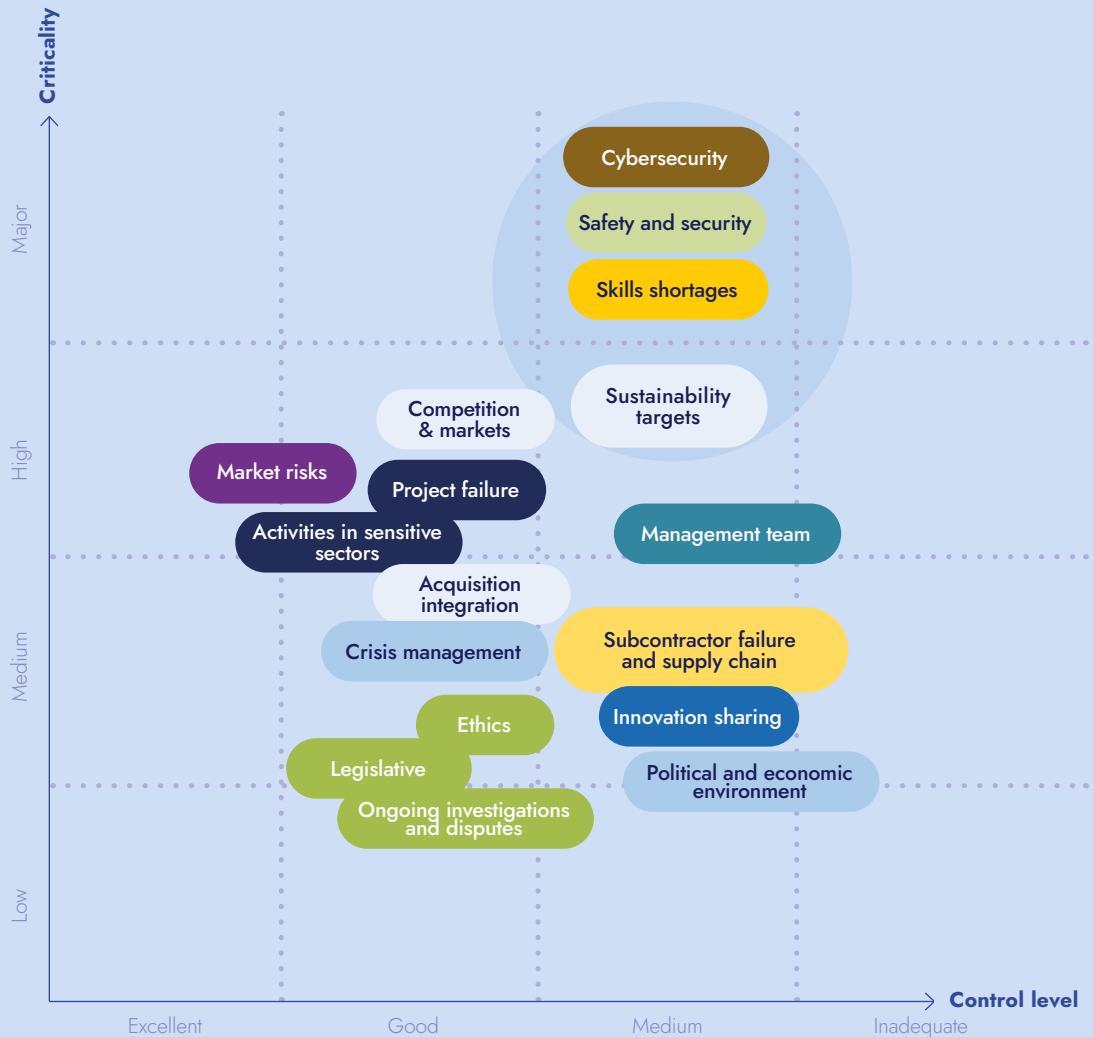 Criticality
Major
High
Medium
Low
Cybersecurity
Safety and security
Skills shortages
Sustainability
targets
Competition
& markets
Market risks
Project failure
Activities in sensitive
sectors
Management team
Acquisition
integration
Crisis management
Subcontractor failure
and supply chain
Ethics
Innovation sharing
Legislative
Political and economic
environment
Ongoing investigations
and disputes
Control level
Excellent
Good
Medium
Inadequate